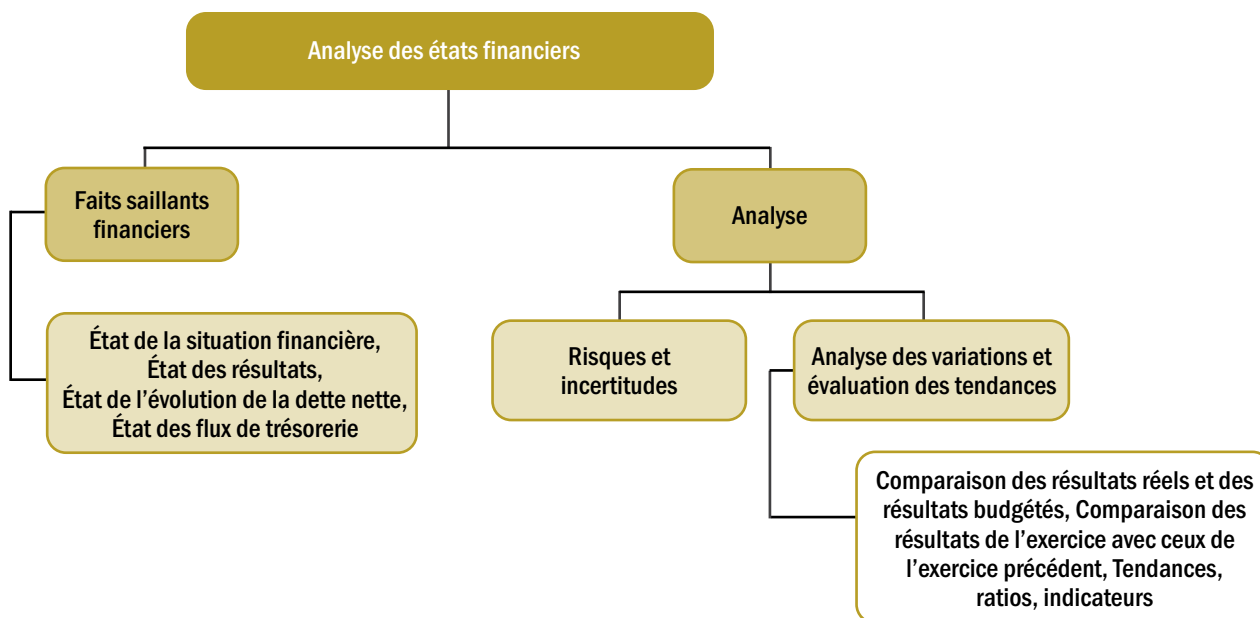 Analyse des états financiers
Faits saillants
financiers
Analyse
État de la situation financière,
État des résultats,
État de l’évolution de la dette nette,
État des flux de trésorerie
Risques et
incertitudes
Analyse des variations et
évaluation des tendances
Comparaison des résultats réels et des
résultats budgétés, Comparaison des
résultats de l’exercice avec ceux de
l’exercice précédent, Tendances,
ratios, indicateurs